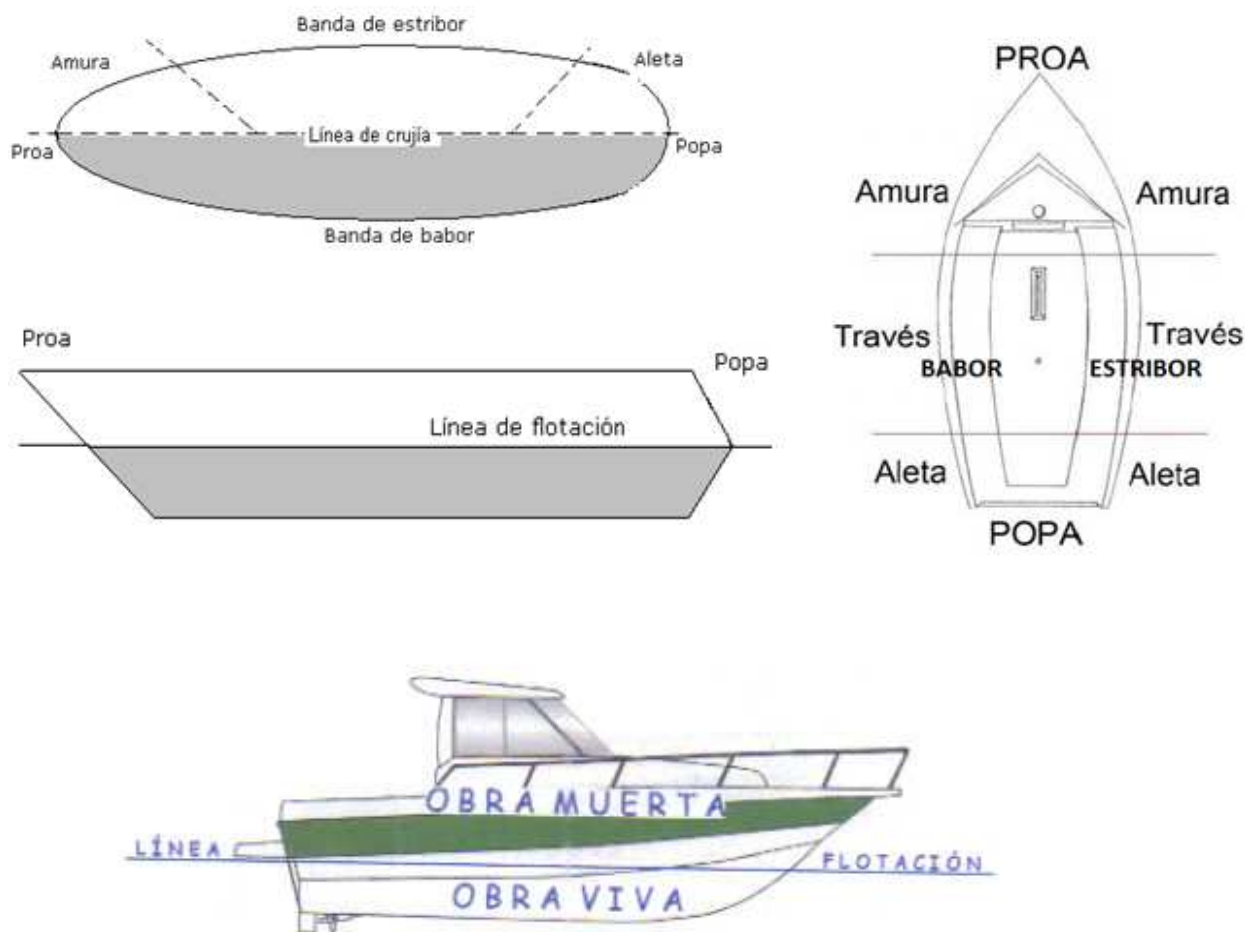 Banda de estribor
Amura
Aleta
Línea de crujía
Proa
Popa
Banda de babor
Proa
Popa
Línea de flotación
PROA
Amura
Amura
Través
Través
BABOR
ESTRIBOR
Aleta
Aleta
POPA
OBRA MUERTA
LÍNEA
FLOTACIÓN
OBRA VIVA